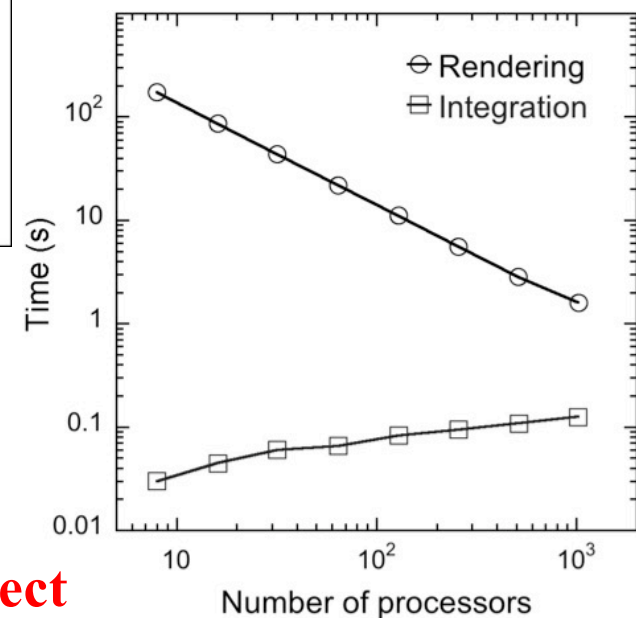 Rendering
Integration
Time (s)
10²
10
1
0.1
0.01
10
10²
10³
Number of processors
ect